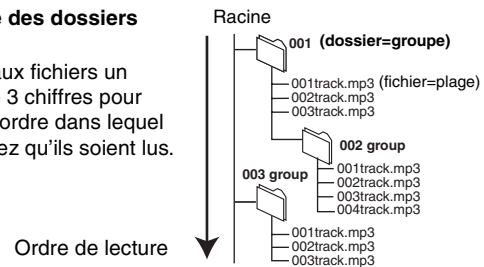 e des dossiers
aux fichiers un
e 3 chiffres pour
ordre dans lequel
ez qu'ils soient lus.
Ordre de lecture
Racine
001 (dossier=groupe)
001track.mp3 (fichier=plage)
002track.mp3
003track.mp3
002 group
001track.mp3
002track.mp3
003track.mp3
004track.mp3
003 group
001track.mp3
002track.mp3
003track.mp3